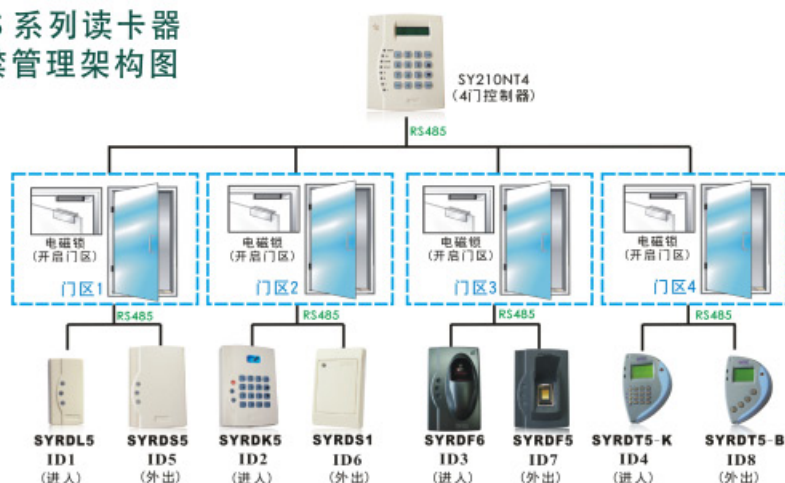 系列读卡器
管理架构图
SY210NT4
(4门控制器)
RS485
电磁锁
(开启门区)
门区1
电磁锁
(开启门区)
门区2
电磁锁
(开启门区)
门区3
电磁锁
(开启门区)
门区4
RS485
RS485
RS485
RS485
SYRDL5
ID1
(进入)
SYRDS5
ID5
(外出)
SYRDK5
ID2
(进入)
SYRDS1
ID6
(外出)
SYRDF6
ID3
(进入)
SYRDF5
ID7
(外出)
SYRDT5-K
ID4
(进入)
SYRDT5-B
ID8
(外出)